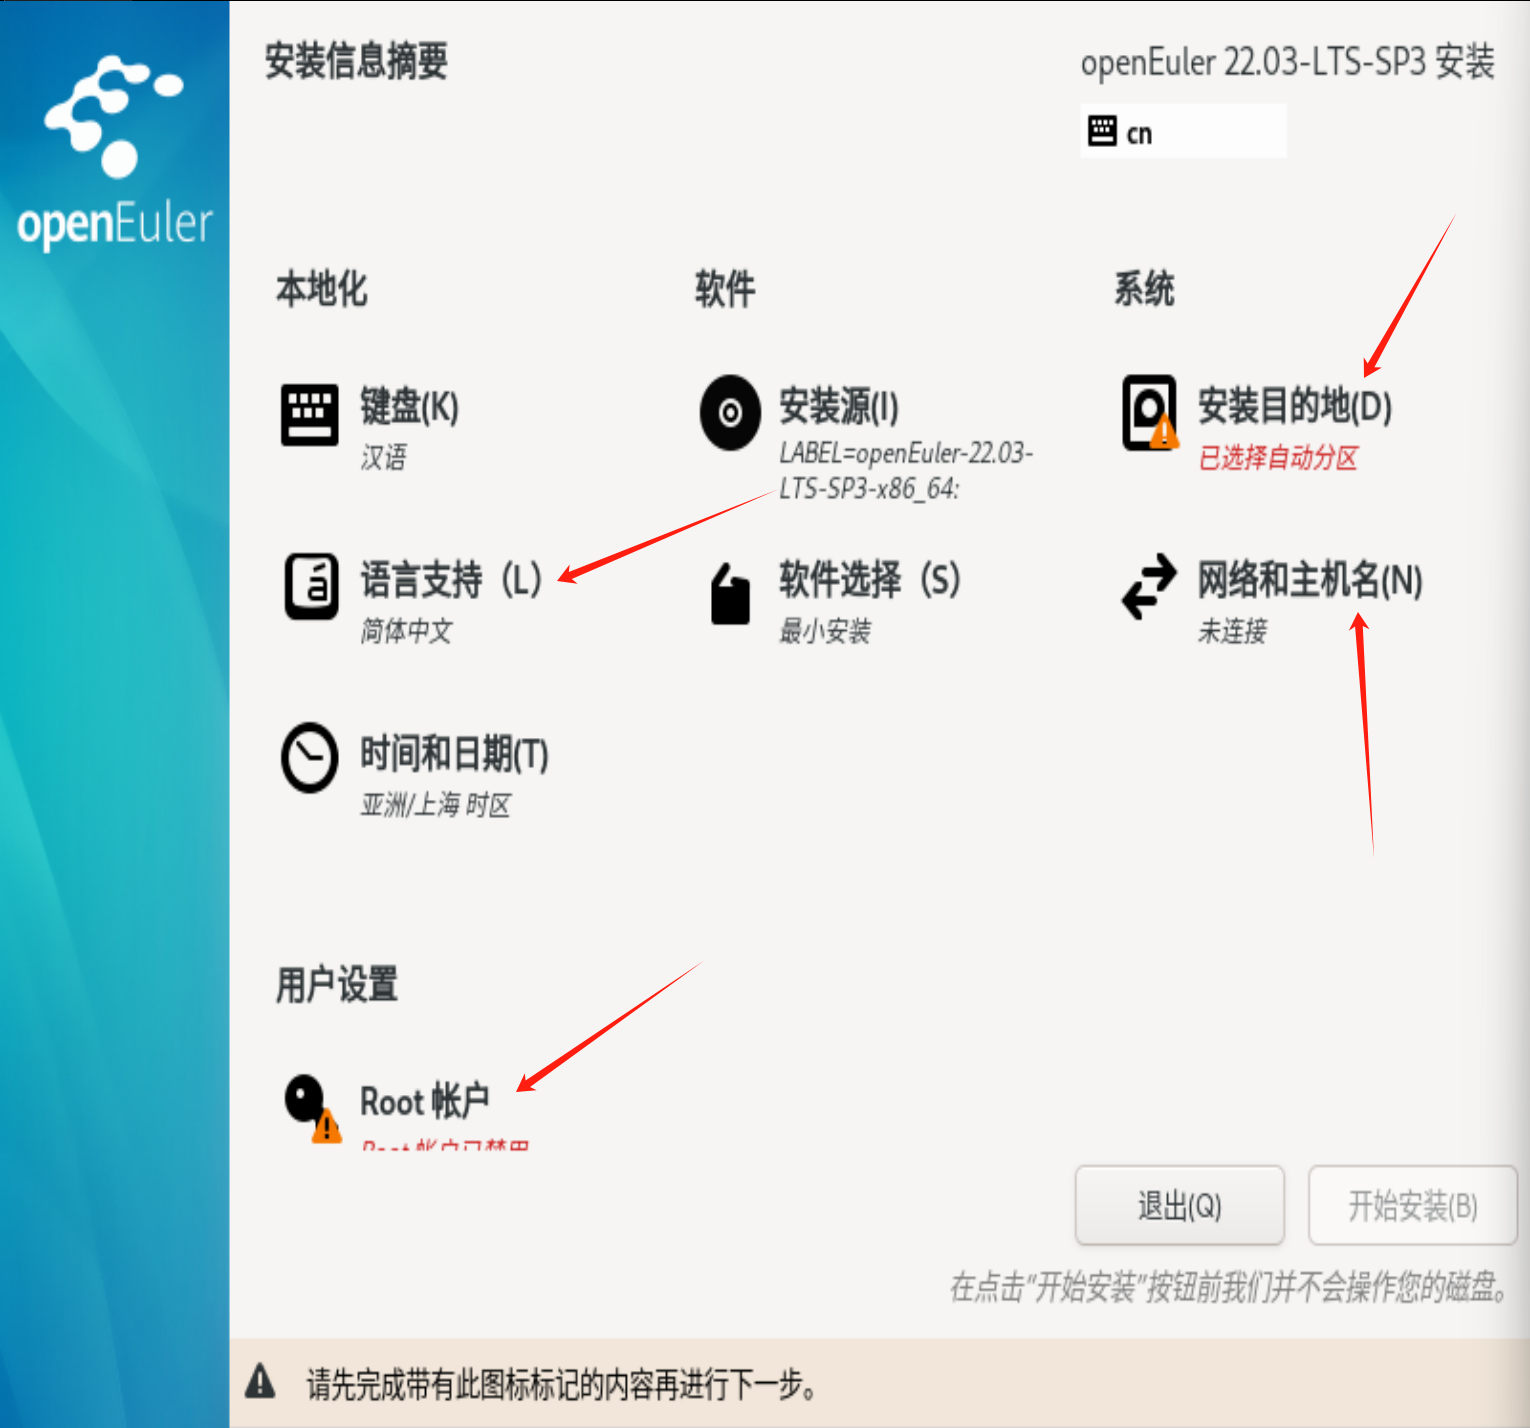 openEuler
安装信息摘要
openEuler 22.03-LTS-SP3 安装
cn
本地化
软件
系统
键盘(K)
汉语
安装源(I)
LABEL=openEuler-22.03-
LTS-SP3-x86_64:
安装目的地(D)
已选择自动分区
语言支持（L）
简体中文
软件选择（S）
最小安装
网络和主机名(N)
未连接
时间和日期(T)
亚洲/上海 时区
用户设置
Root 帐户
Root 帐户已禁用
退出(Q)
开始安装(B)
在点击“开始安装”按钮前我们并不会操作您的磁盘。
请先完成带有此图标标记的内容再进行下一步。